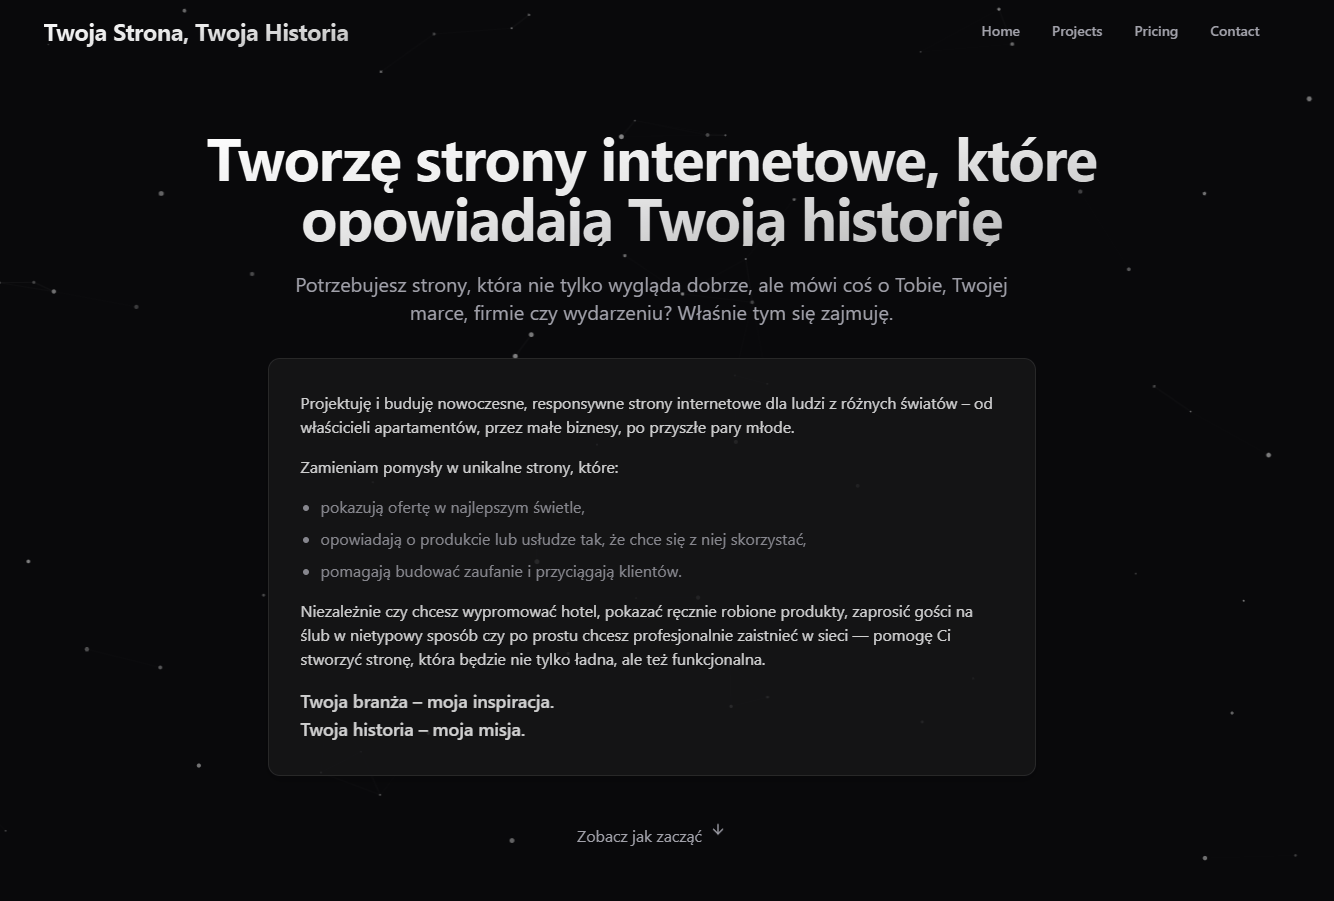 Twoja Strona, Twoja Historia
Home Projects Pricing Contact
Tworzę strony internetowe, które
opowiadają Twoją historię
Potrzebujesz strony, która nie tylko wygląda dobrze, ale mówi coś o Tobie, Twojej
marce, firmie czy wydarzeniu? Właśnie tym się zajmuję.
Projektuję i buduję nowoczesne, responsywne strony internetowe dla ludzi z różnych światów – od
właścicieli apartamentów, przez małe biznesy, po przyszłe pary młode.
Zamieniam pomysły w unikalne strony, które:
• pokazują ofertę w najlepszym świetle,
• opowiadają o produkcie lub usłudze tak, że chce się z niej skorzystać,
• pomagają budować zaufanie i przyciągają klientów.
Niezależnie czy chcesz wypromować hotel, pokazać ręcznie robione produkty, zaprosić gości na
ślub w nietypowy sposób czy po prostu chcesz profesjonalnie zaistnieć w sieci — pomogę Ci
stworzyć stronę, która będzie nie tylko ładna, ale też funkcjonalna.
Twoja branża – moja inspiracja.
Twoja historia – moja misja.
Zobacz jak zacząć ↓